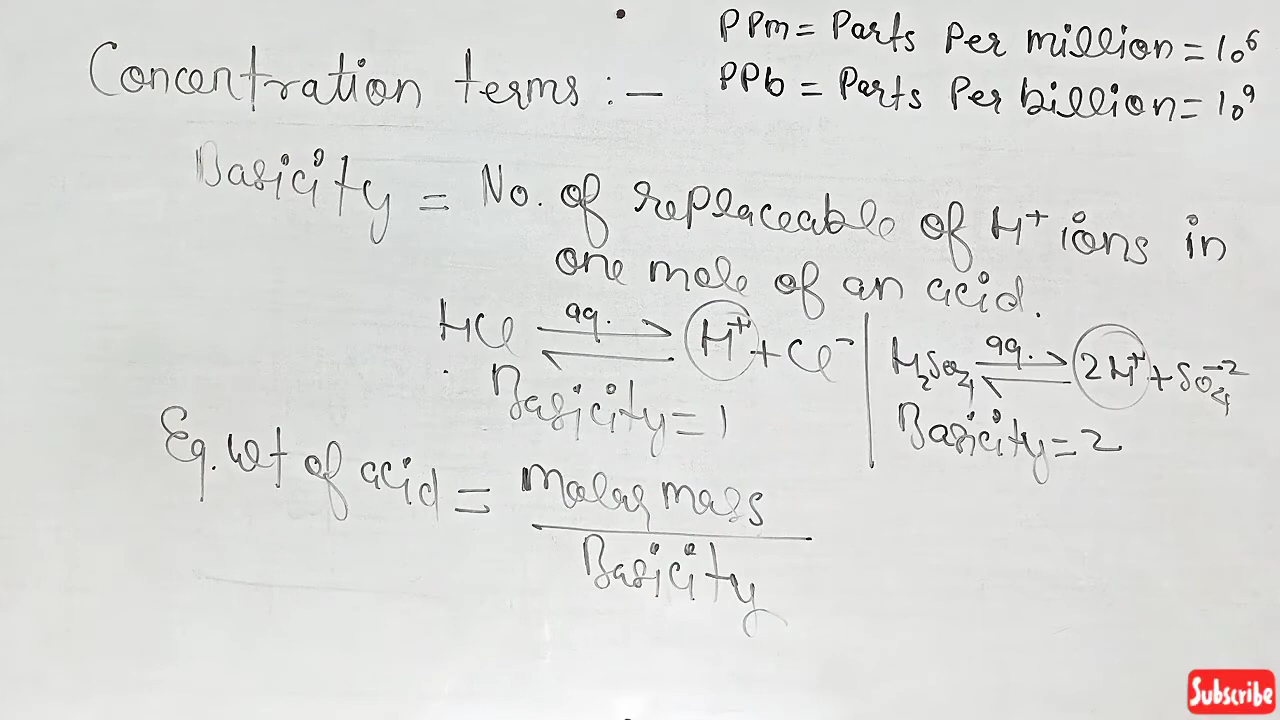 PPm = Parts Per million = 10⁶
PPb = Parts Per billion = 10⁹
Concentration terms :—
Basicity = No. of replaceable of H⁺ ions in
one mole of an acid.
HCl ⇌ (aq.) H⁺ + Cl⁻
Basicity = 1
H₂SO₄ ⇌ (aq.) 2H⁺ + SO₄⁻²
Basicity = 2
Eq. wt of acid = Molar mass
Basicity
Subscribe